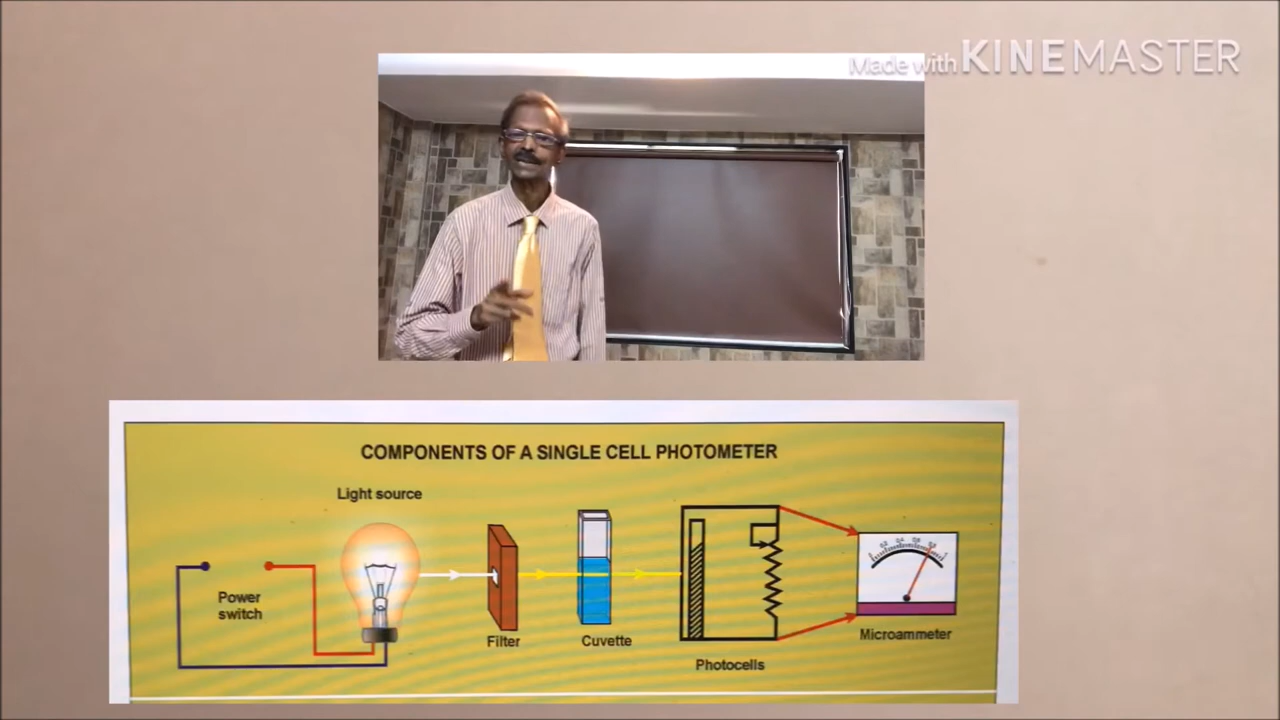 Made with KINEMASTER
COMPONENTS OF A SINGLE CELL PHOTOMETER
Light source
Power
switch
Filter
Cuvette
Photocells
Microammeter